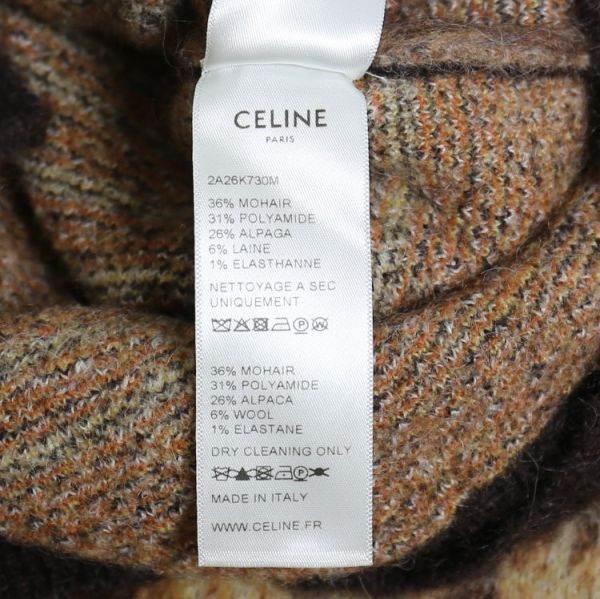 CELINE
PARIS
2A26K730M
36% MOHAIR
31% POLYAMIDE
26% ALPAGA
6% LAINE
1% ELASTHANNE
NETTOYAGE A SEC
UNIQUEMENT
36% MOHAIR
31% POLYAMIDE
26% ALPACA
6% WOOL
1% ELASTANE
DRY CLEANING ONLY
MADE IN ITALY
WWW.CELINE.FR